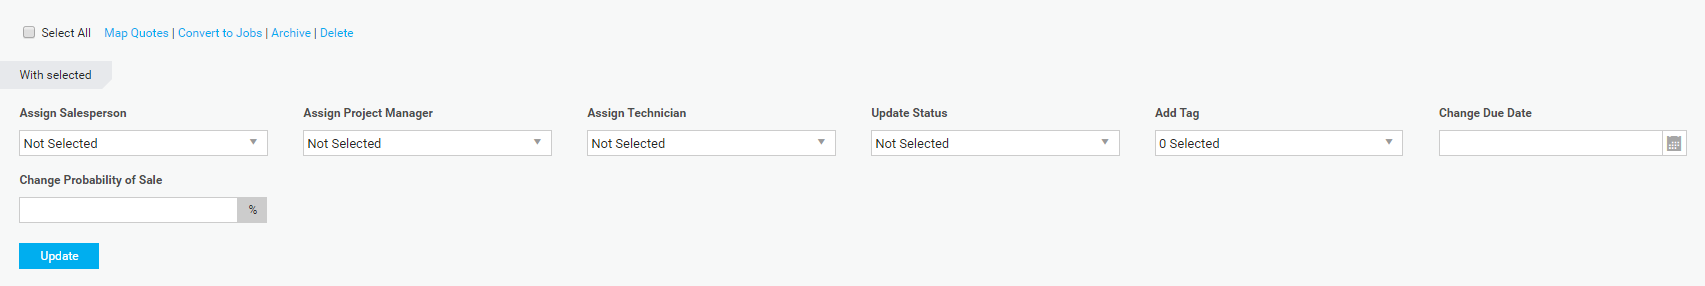 Select All Map Quotes | Convert to Jobs | Archive | Delete
With selected
Assign Salesperson Assign Project Manager Assign Technician Update Status Add Tag Change Due Date
Not Selected Not Selected Not Selected Not Selected 0 Selected
Change Probability of Sale
%
Update